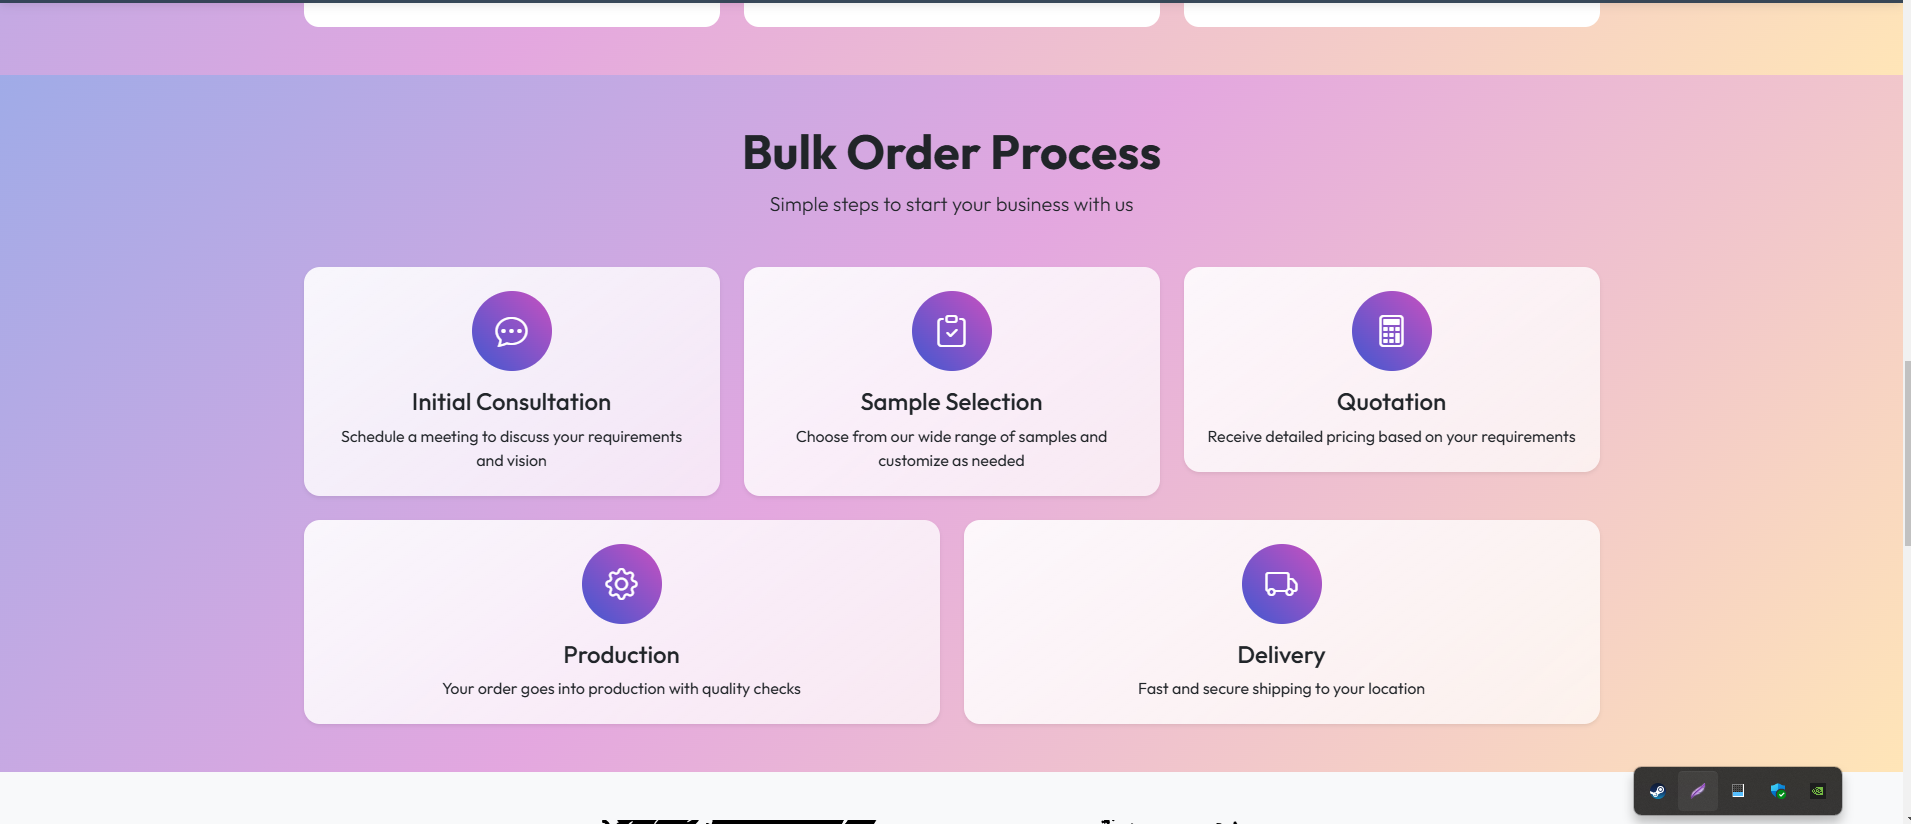 Bulk Order Process
Simple steps to start your business with us
Initial Consultation
Schedule a meeting to discuss your requirements
and vision
Sample Selection
Choose from our wide range of samples and
customize as needed
Quotation
Receive detailed pricing based on your requirements
Production
Your order goes into production with quality checks
Delivery
Fast and secure shipping to your location